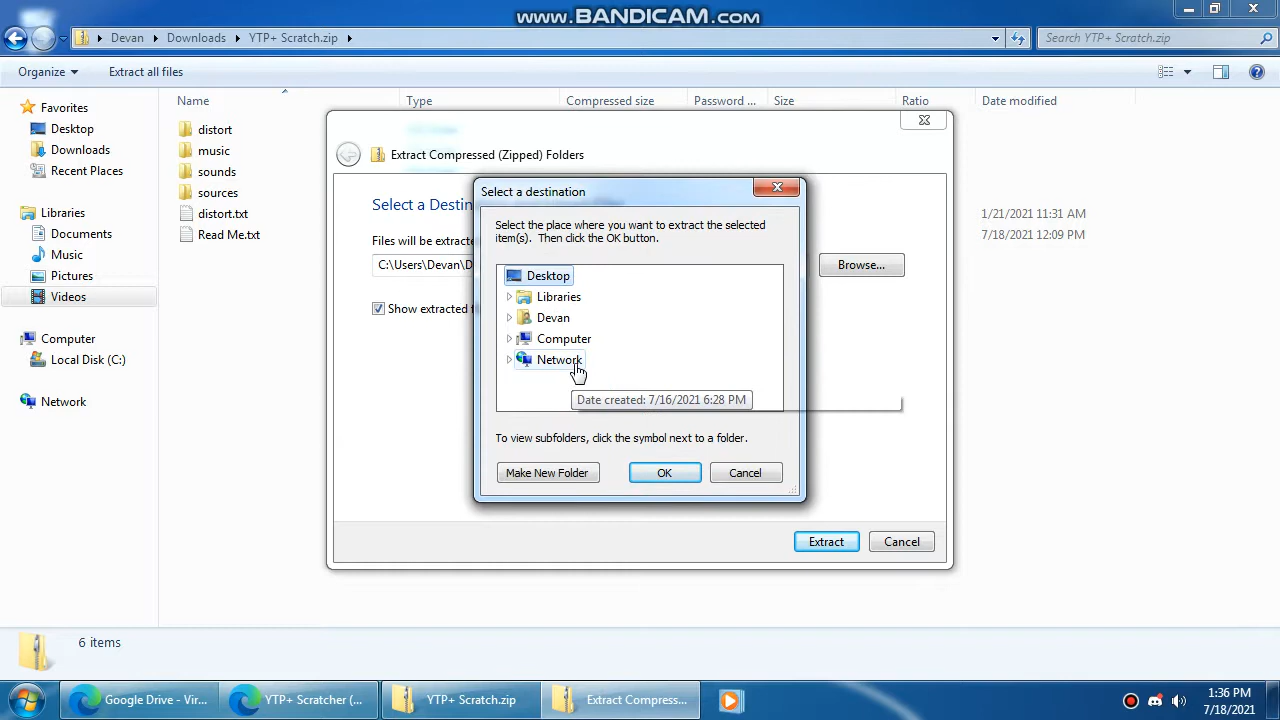 www.BANDICAM.com
Devan
Downloads
YTP+ Scratch.zip
Search YTP+ Scratch.zip
Organize
Extract all files
Name
Type
Compressed size
Password ...
Size
Ratio
Date modified
Favorites
Desktop
Downloads
Recent Places
Libraries
Documents
Music
Pictures
Videos
Computer
Local Disk (C:)
Network
distort
music
sounds
sources
distort.txt
1/21/2021 11:31 AM
Read Me.txt
7/18/2021 12:09 PM
Extract Compressed (Zipped) Folders
Select a Destin
Files will be extracte
C:\Users\Devan\D
Browse...
Show extracted f
Select a destination
Select the place where you want to extract the selected
item(s). Then click the OK button.
Desktop
Libraries
Devan
Computer
Network
Date created: 7/16/2021 6:28 PM
To view subfolders, click the symbol next to a folder.
Make New Folder
OK
Cancel
Extract
Cancel
6 items
Google Drive - Vir...
YTP+ Scratcher (...
YTP+ Scratch.zip
Extract Compress...
1:36 PM
7/18/2021